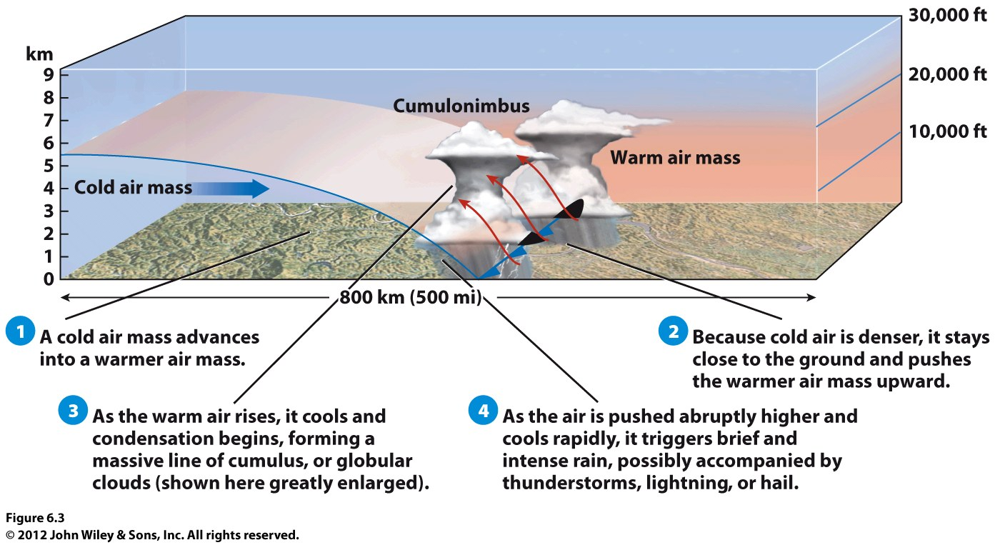 30,000 ft
km
9
20,000 ft
8
Cumulonimbus
7
10,000 ft
6
Warm air mass
5
Cold air mass
4
3
2
1
0
800 km (500 mi)
1 A cold air mass advances
into a warmer air mass.
2 Because cold air is denser, it stays
close to the ground and pushes
the warmer air mass upward.
3 As the warm air rises, it cools and
condensation begins, forming a
massive line of cumulus, or globular
clouds (shown here greatly enlarged).
4 As the air is pushed abruptly higher and
cools rapidly, it triggers brief and
intense rain, possibly accompanied by
thunderstorms, lightning, or hail.
Figure 6.3
© 2012 John Wiley & Sons, Inc. All rights reserved.